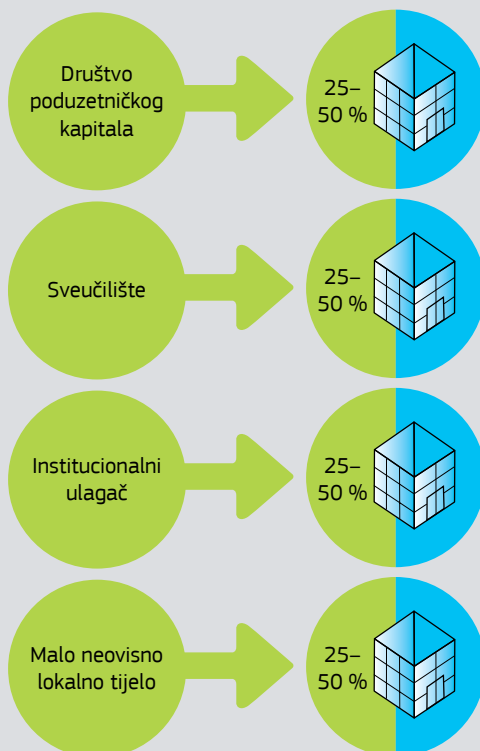 Društvo
poduzetničkog
kapitala
25–
50 %
Sveučilište
25–
50 %
Institucionalni
ulagač
25–
50 %
Malo neovisno
lokalno tijelo
25–
50 %